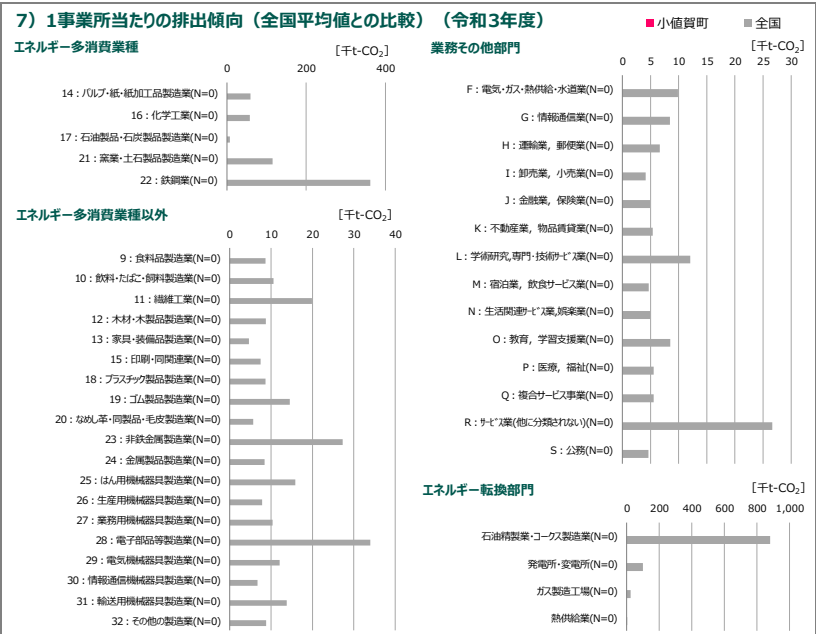 7）1事業所当たりの排出傾向（全国平均値との比較）（令和3年度）
■小値賀町 ■全国
エネルギー多消費業種
[千t-CO₂]
0 200 400
14：パルプ・紙・紙加工品製造業(N=0)
16：化学工業(N=0)
17：石油製品・石炭製品製造業(N=0)
21：窯業・土石製品製造業(N=0)
22：鉄鋼業(N=0)
エネルギー多消費業種以外
[千t-CO₂]
0 10 20 30 40
9：食料品製造業(N=0)
10：飲料・たばこ・飼料製造業(N=0)
11：繊維工業(N=0)
12：木材・木製品製造業(N=0)
13：家具・装備品製造業(N=0)
15：印刷・同関連業(N=0)
18：プラスチック製品製造業(N=0)
19：ゴム製品製造業(N=0)
20：なめし革・同製品・毛皮製造業(N=0)
23：非鉄金属製造業(N=0)
24：金属製品製造業(N=0)
25：はん用機械器具製造業(N=0)
26：生産用機械器具製造業(N=0)
27：業務用機械器具製造業(N=0)
28：電子部品等製造業(N=0)
29：電気機械器具製造業(N=0)
30：情報通信機械器具製造業(N=0)
31：輸送用機械器具製造業(N=0)
32：その他の製造業(N=0)
業務その他部門
[千t-CO₂]
0 5 10 15 20 25 30
F：電気・ガス・熱供給・水道業(N=0)
G：情報通信業(N=0)
H：運輸業，郵便業(N=0)
I：卸売業，小売業(N=0)
J：金融業，保険業(N=0)
K：不動産業，物品賃貸業(N=0)
L：学術研究,専門・技術ｻｰﾋﾞｽ業(N=0)
M：宿泊業，飲食サービス業(N=0)
N：生活関連ｻｰﾋﾞｽ業,娯楽業(N=0)
O：教育，学習支援業(N=0)
P：医療，福祉(N=0)
Q：複合サービス事業(N=0)
R：ｻｰﾋﾞｽ業(他に分類されない)(N=0)
S：公務(N=0)
エネルギー転換部門
[千t-CO₂]
0 200 400 600 800 1,000
石油精製業・コークス製造業(N=0)
発電所・変電所(N=0)
ガス製造工場(N=0)
熱供給業(N=0)